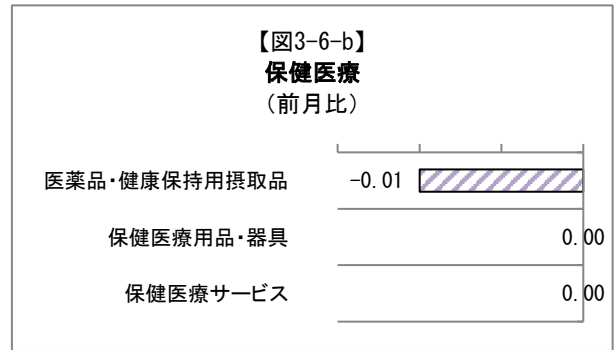 【図3-6-b】
保健医療
（前月比）
医薬品・健康保持用摂取品 -0.01
保健医療用品・器具 0.00
保健医療サービス 0.00